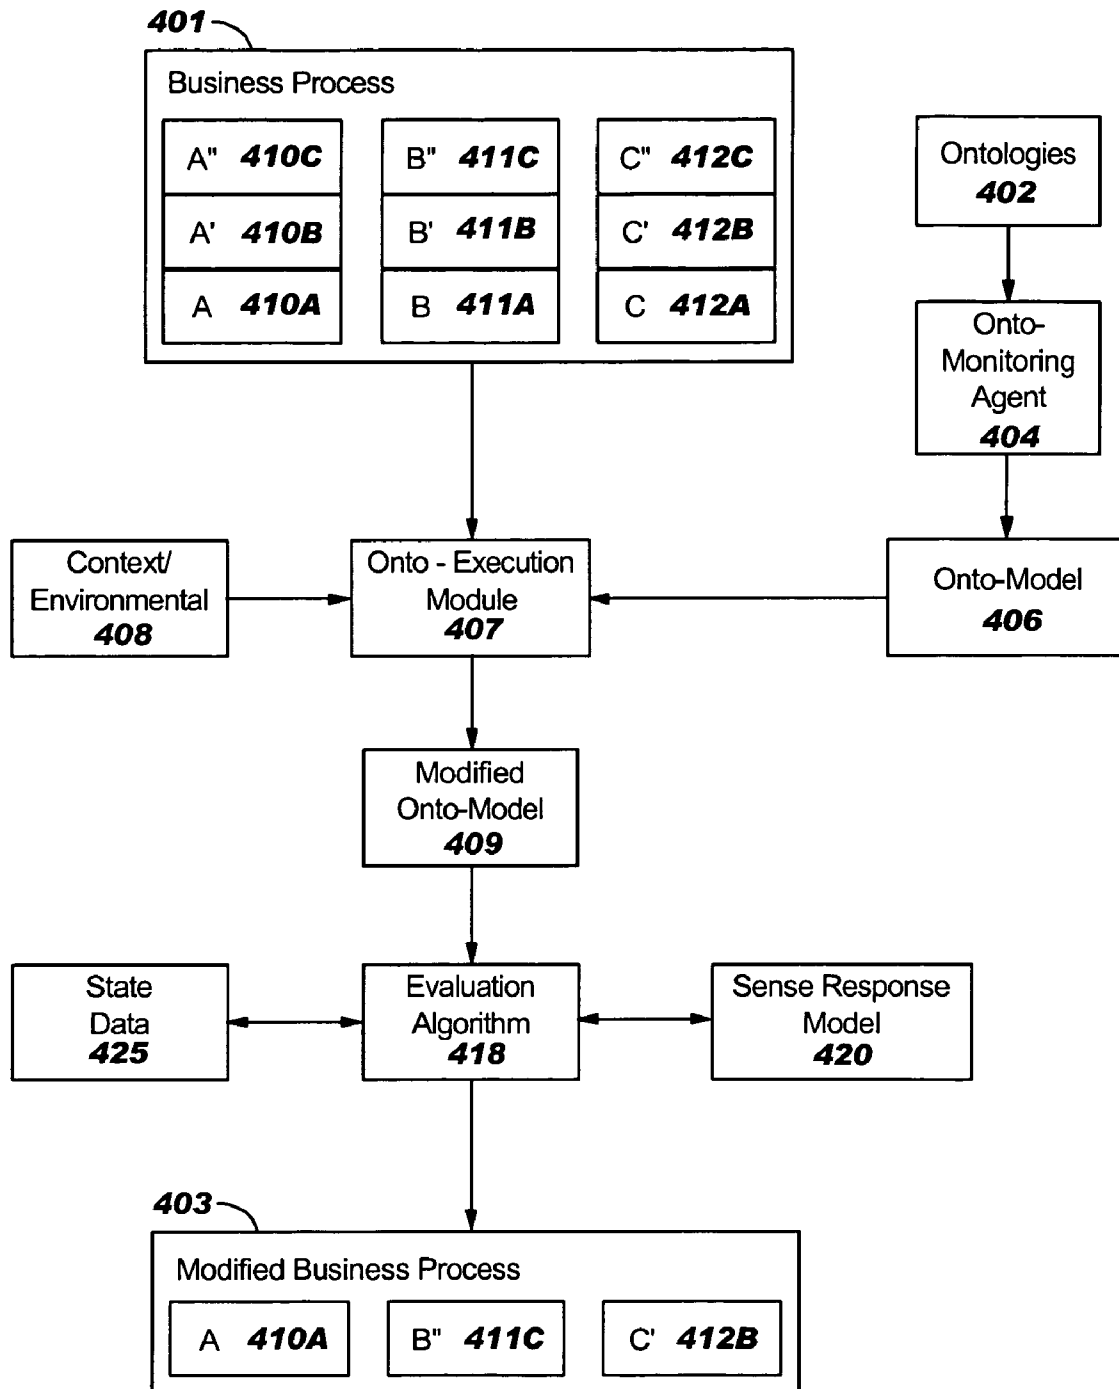 401
Business Process
A" 410C
B" 411C
C" 412C
A' 410B
B' 411B
C' 412B
A 410A
B 411A
C 412A
Ontologies
402
Onto-
Monitoring
Agent
404
Context/
Environmental
408
Onto - Execution
Module
407
Onto-Model
406
Modified
Onto-Model
409
State
Data
425
Evaluation
Algorithm
418
Sense Response
Model
420
403
Modified Business Process
A 410A
B" 411C
C' 412B